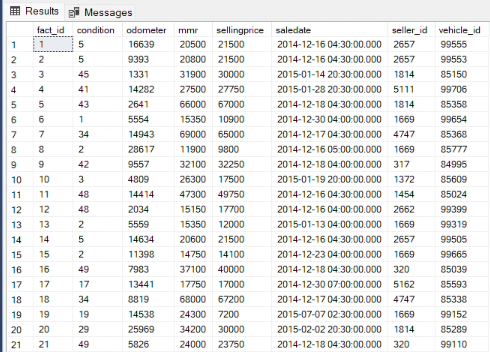 Results Messages
fact_id condition odometer mmr sellingprice saledate seller_id vehicle_id
1 1 5 16639 20500 21500 2014-12-16 04:30:00.000 2657 99555
2 2 5 9393 20800 21500 2014-12-16 04:30:00.000 2657 99553
3 3 45 1331 31900 30000 2015-01-14 20:30:00.000 1814 85150
4 4 41 14282 27500 27750 2015-01-28 20:30:00.000 5111 99706
5 5 43 2641 66000 67000 2014-12-18 04:30:00.000 1814 85358
6 6 1 5554 15350 10900 2014-12-30 04:00:00.000 1669 99654
7 7 34 14943 69000 65000 2014-12-17 04:30:00.000 4747 85368
8 8 2 28617 11900 9800 2014-12-16 05:00:00.000 1669 85777
9 9 42 9557 32100 32250 2014-12-18 04:00:00.000 317 84995
10 10 3 4809 26300 17500 2015-01-19 20:00:00.000 1372 85609
11 11 48 14414 47300 49750 2014-12-16 04:30:00.000 1454 85024
12 12 48 2034 15150 17700 2014-12-16 04:00:00.000 2662 99399
13 13 2 5559 15350 12000 2015-01-13 04:00:00.000 1669 99319
14 14 5 14634 20600 21500 2014-12-16 04:30:00.000 2657 99505
15 15 2 11398 14750 14100 2014-12-23 04:00:00.000 1669 99665
16 16 49 7983 37100 40000 2014-12-18 04:30:00.000 320 85039
17 17 17 13441 17750 17000 2014-12-30 07:00:00.000 5162 85593
18 18 34 8819 68000 67200 2014-12-17 04:30:00.000 4747 85338
19 19 19 14538 24300 7200 2015-07-07 02:30:00.000 1669 99152
20 20 29 25969 34200 30000 2015-02-02 20:30:00.000 1814 85289
21 21 49 5826 24000 23750 2014-12-18 04:30:00.000 320 99110